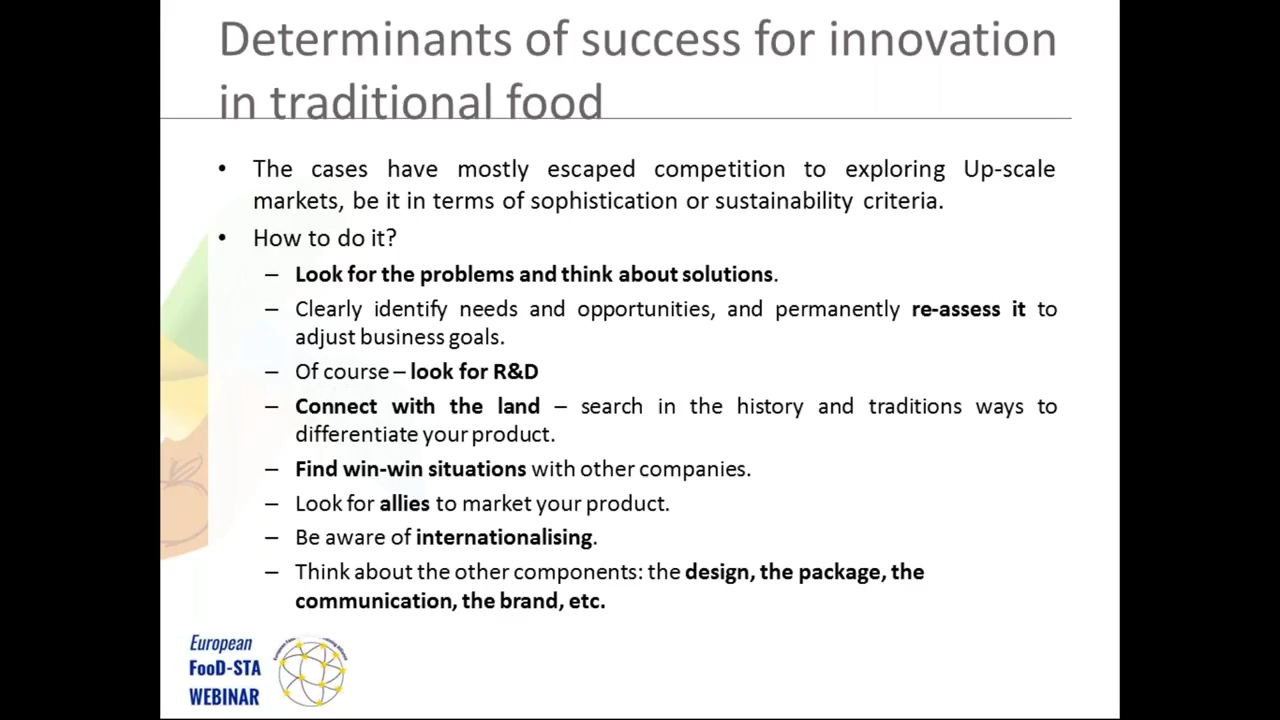 Determinants of success for innovation
in traditional food
• The cases have mostly escaped competition to exploring Up-scale
markets, be it in terms of sophistication or sustainability criteria.
• How to do it?
– Look for the problems and think about solutions.
– Clearly identify needs and opportunities, and permanently re-assess it to
adjust business goals.
– Of course – look for R&D
– Connect with the land – search in the history and traditions ways to
differentiate your product.
– Find win-win situations with other companies.
– Look for allies to market your product.
– Be aware of internationalising.
– Think about the other components: the design, the package, the
communication, the brand, etc.
European
FooD-STA
WEBINAR